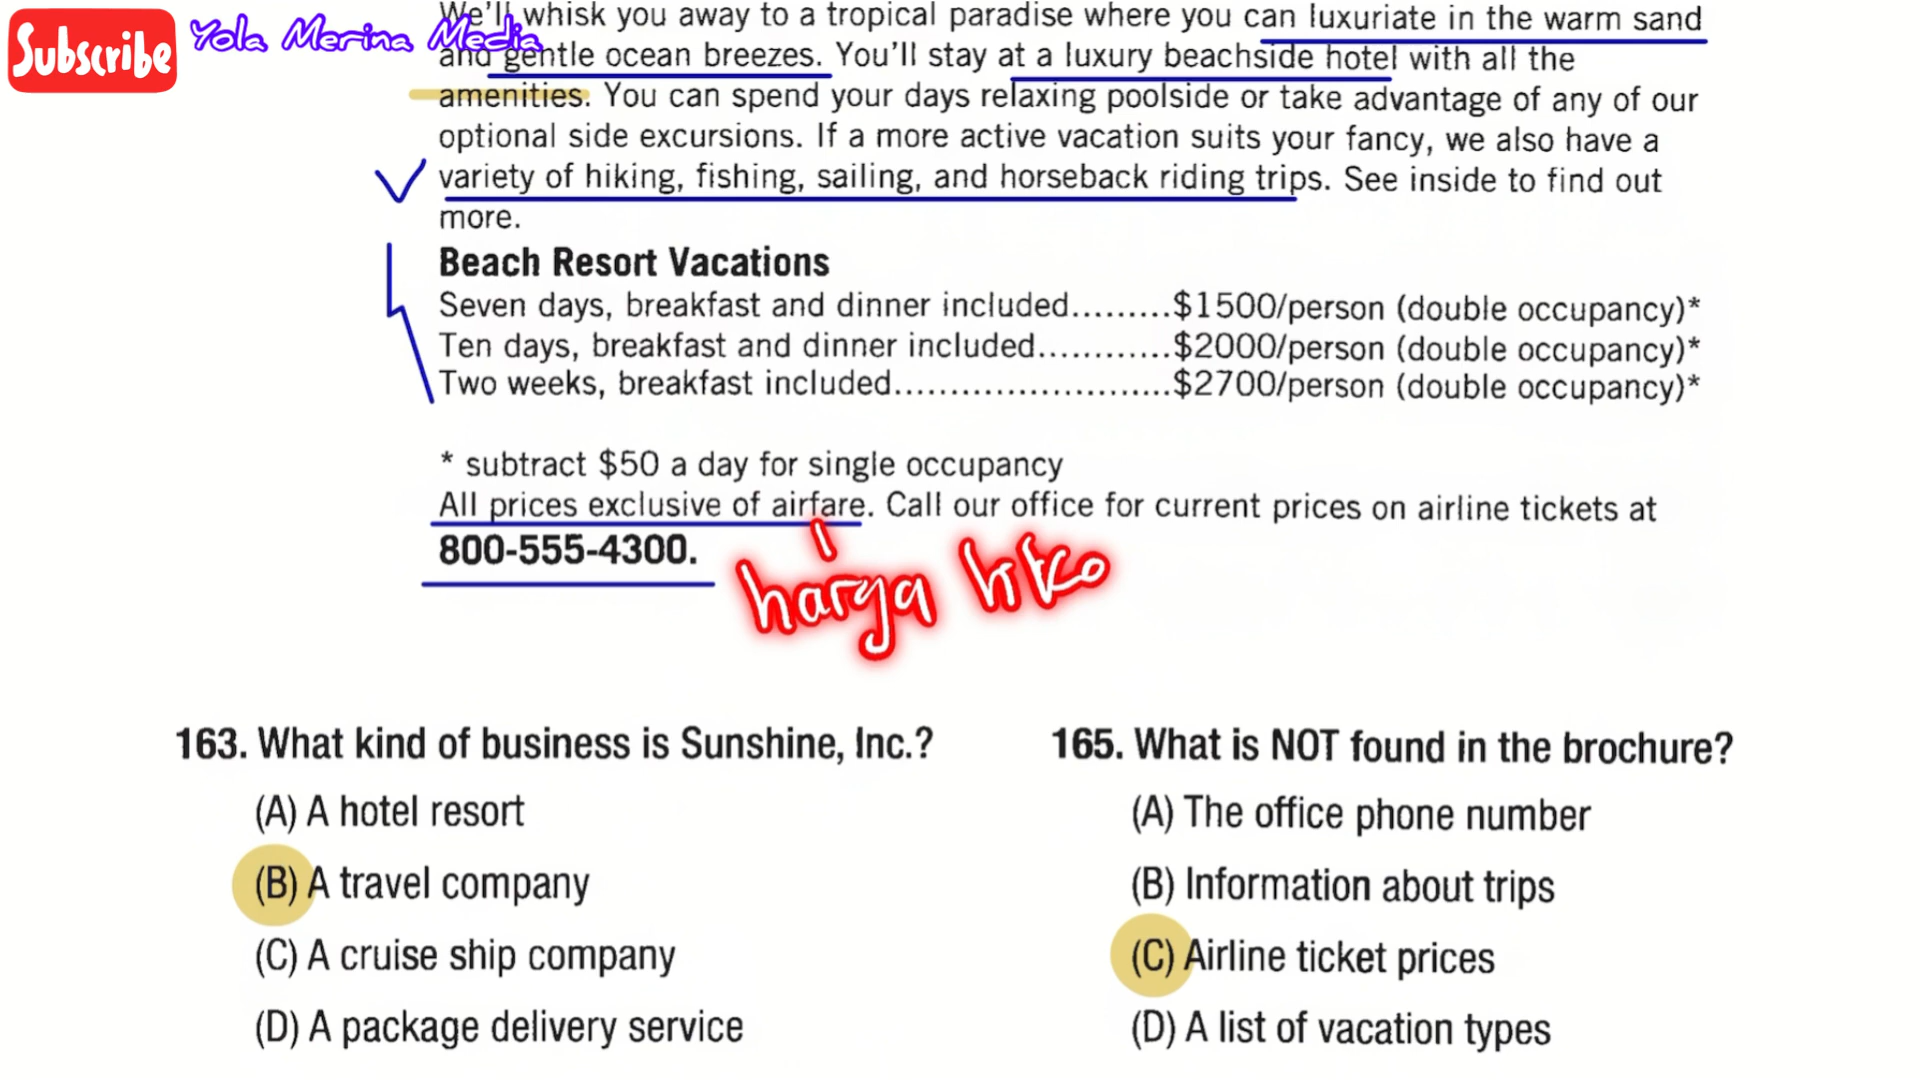 Subscribe Yola Merina Media
We'll whisk you away to a tropical paradise where you can luxuriate in the warm sand
and gentle ocean breezes. You'll stay at a luxury beachside hotel with all the
amenities. You can spend your days relaxing poolside or take advantage of any of our
optional side excursions. If a more active vacation suits your fancy, we also have a
variety of hiking, fishing, sailing, and horseback riding trips. See inside to find out
more.
Beach Resort Vacations
Seven days, breakfast and dinner included.........$1500/person (double occupancy)*
Ten days, breakfast and dinner included............$2000/person (double occupancy)*
Two weeks, breakfast included.........................$2700/person (double occupancy)*
* subtract $50 a day for single occupancy
All prices exclusive of airfare. Call our office for current prices on airline tickets at
800-555-4300.
harga
163. What kind of business is Sunshine, Inc.?
(A) A hotel resort
(B) A travel company
(C) A cruise ship company
(D) A package delivery service
165. What is NOT found in the brochure?
(A) The office phone number
(B) Information about trips
(C) Airline ticket prices
(D) A list of vacation types